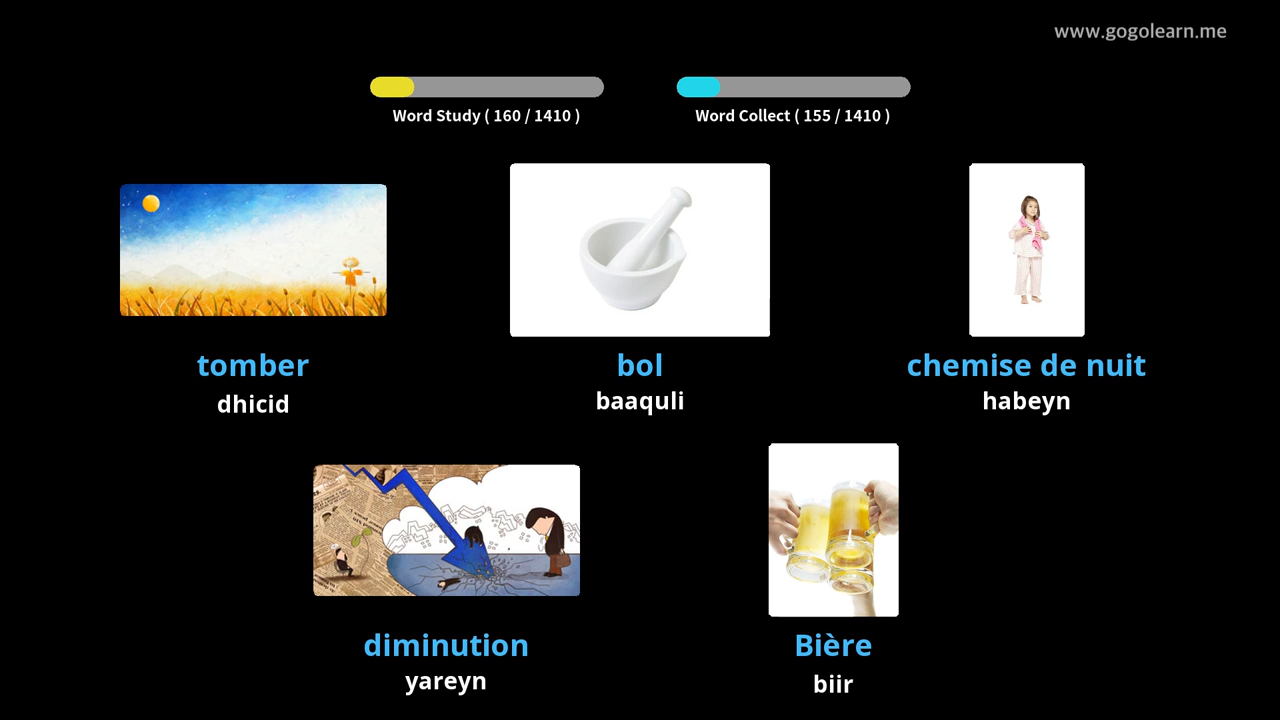 www.gogolearn.me
Word Study ( 160 / 1410 )
Word Collect ( 155 / 1410 )
tomber
dhicid
bol
baaquli
chemise de nuit
habeyn
diminution
yareyn
Bière
biir